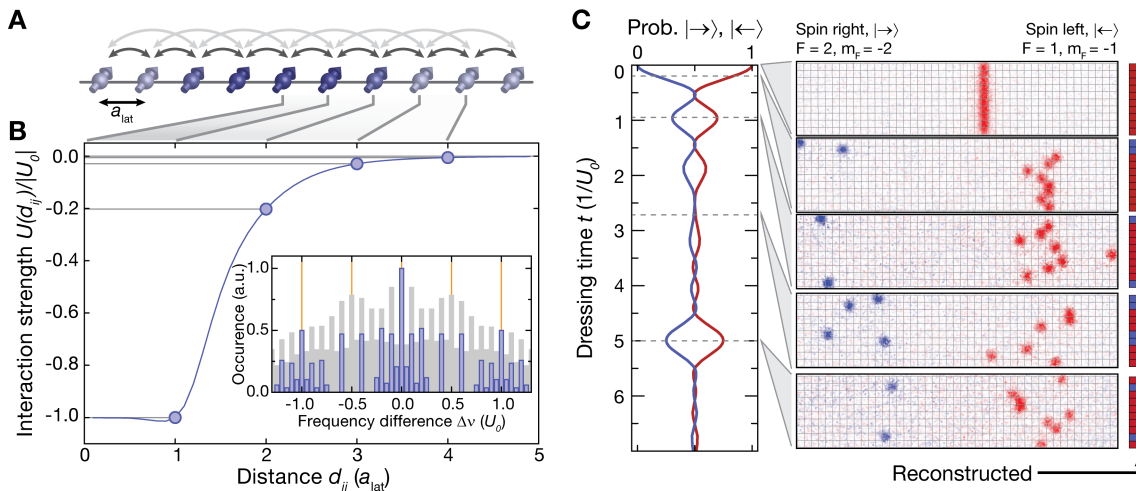 A
a_lat
B
Interaction strength U(d_ij)/|U_0|
0.0
-0.2
-0.4
-0.6
-0.8
-1.0
0
1
2
3
4
5
Distance d_ij (a_lat)
Occurence (a.u.)
1.0
0.5
0.0
-1.0
-0.5
0.0
0.5
1.0
Frequency difference Δν (U_0)
C
Prob. |→⟩, |←⟩
0
1
Dressing time t (1/U_0)
0
1
2
3
4
5
6
Spin right, |→⟩
F = 2, m_F = -2
Spin left, |←⟩
F = 1, m_F = -1
Reconstructed